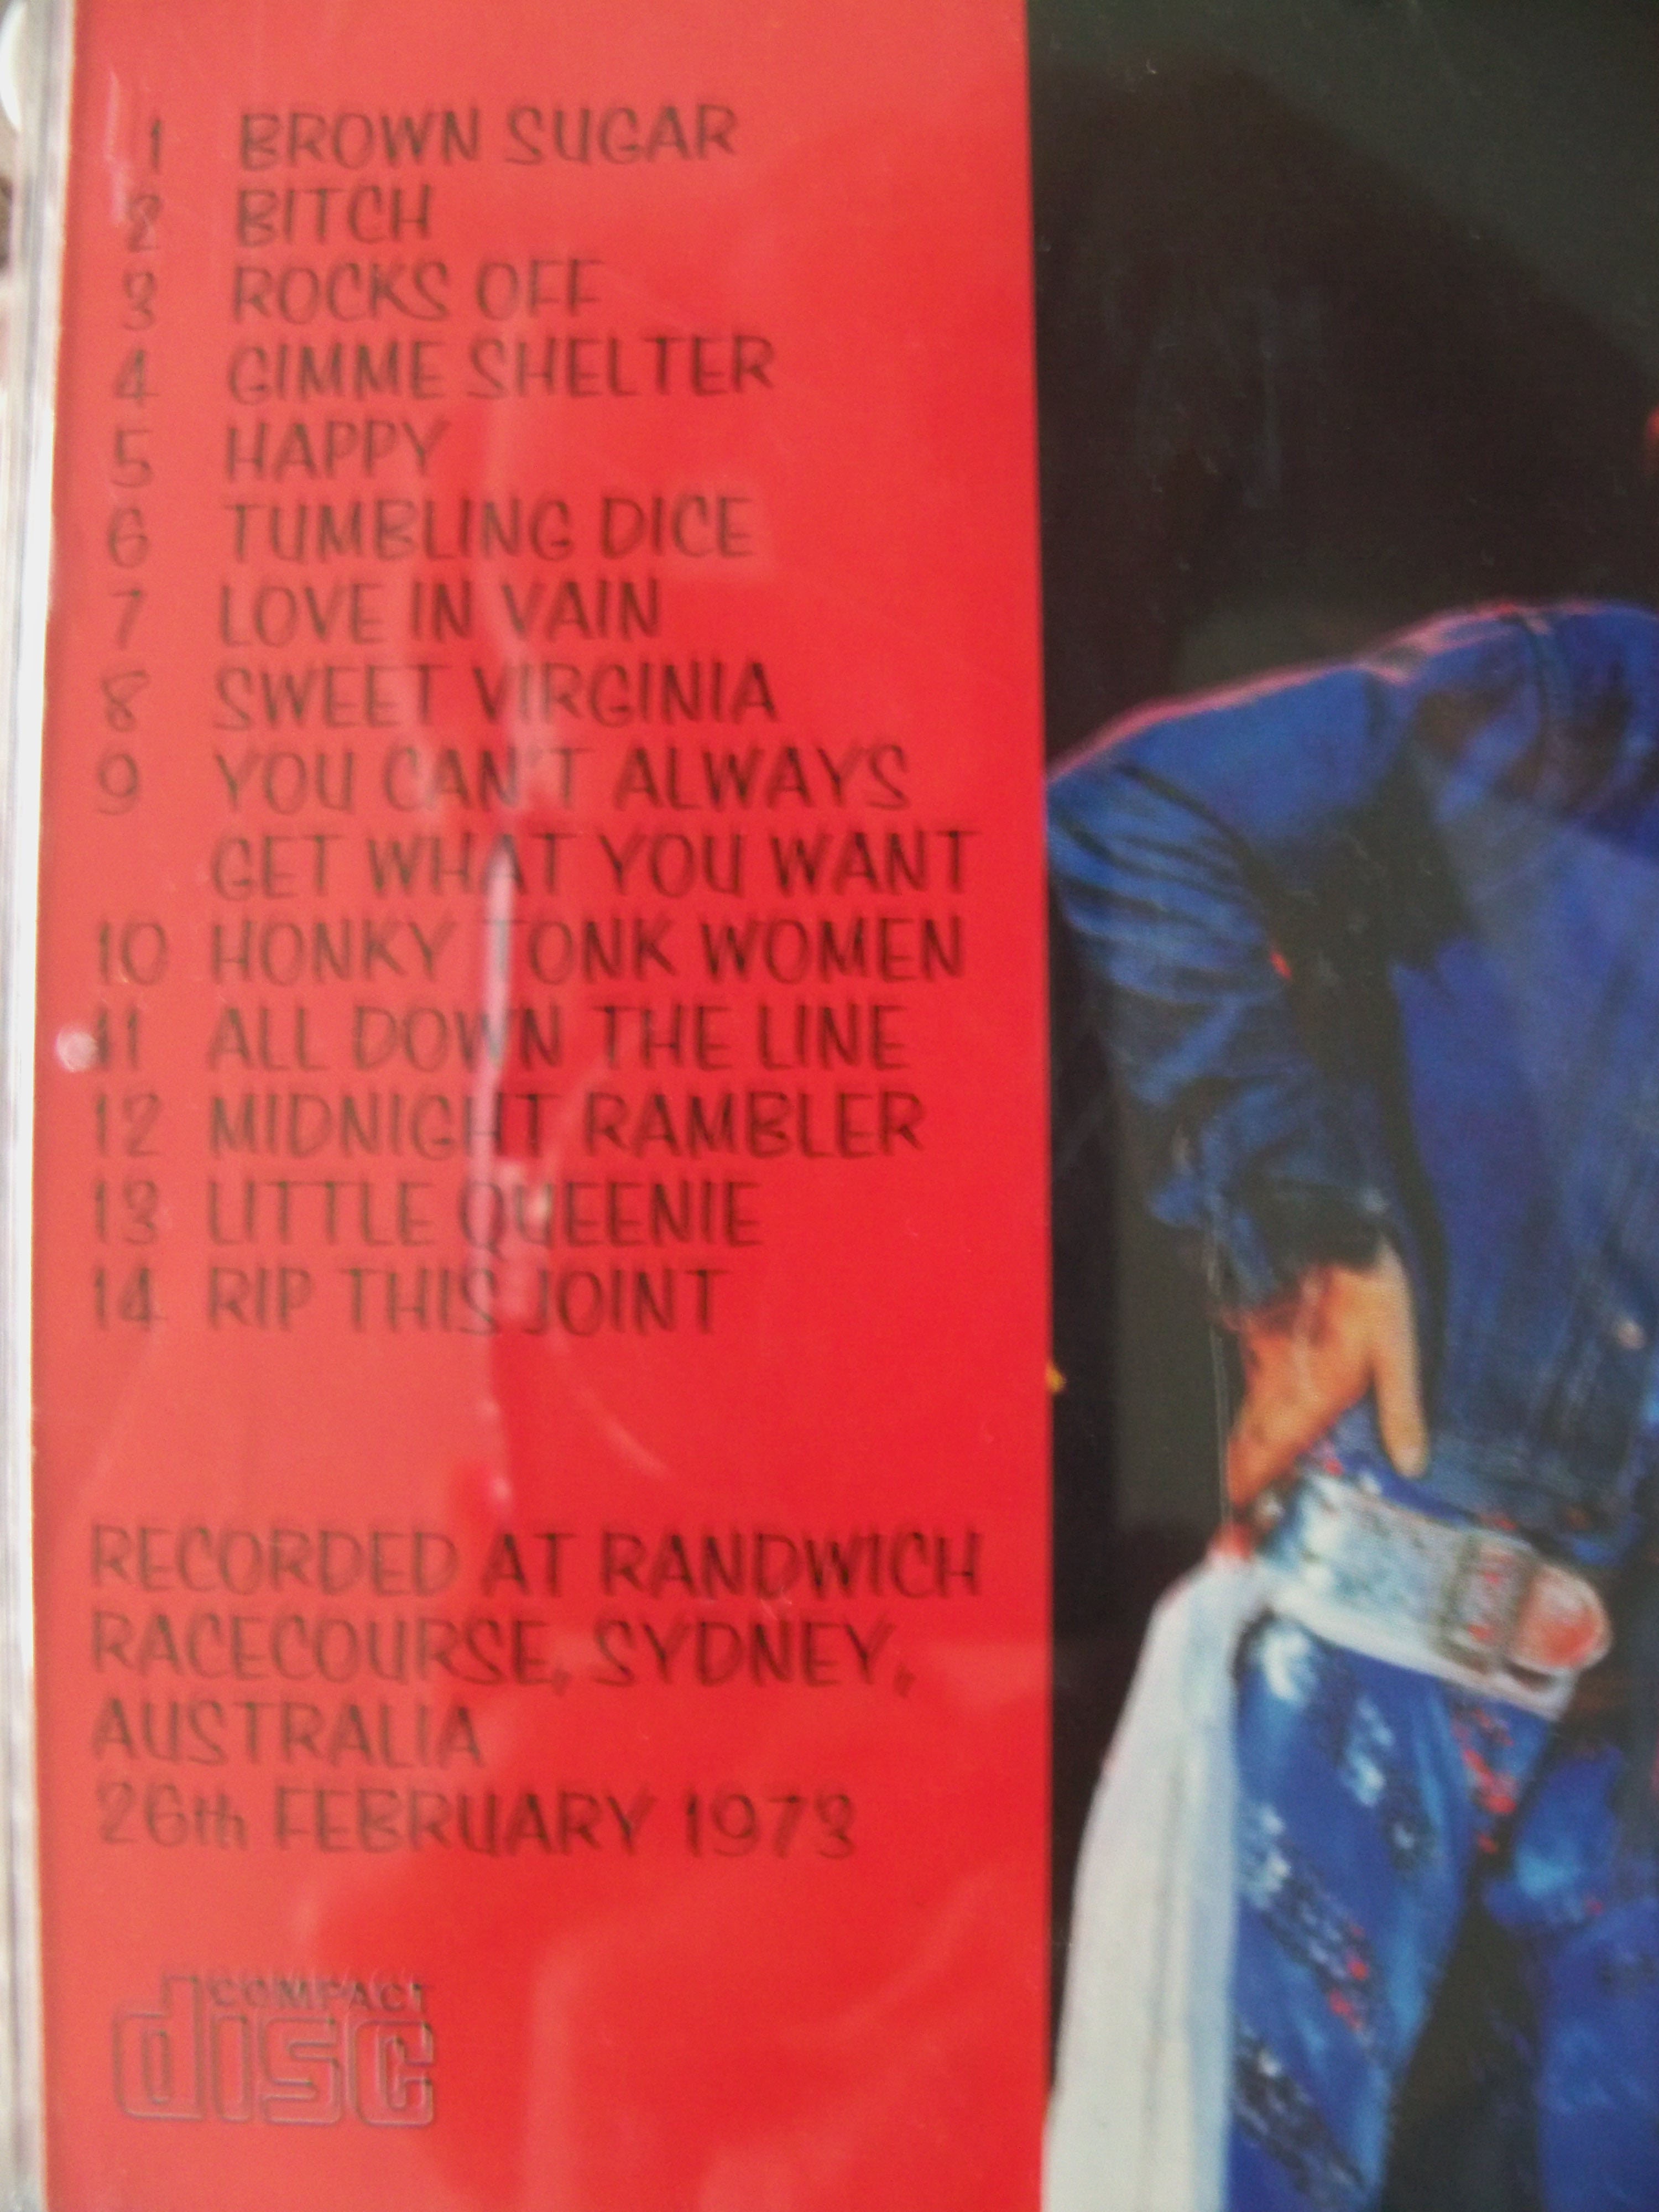 1 BROWN SUGAR
2 BITCH
3 ROCKS OFF
4 GIMME SHELTER
5 HAPPY
6 TUMBLING DICE
7 LOVE IN VAIN
8 SWEET VIRGINIA
9 YOU CAN'T ALWAYS
GET WHAT YOU WANT
10 HONKY TONK WOMEN
11 ALL DOWN THE LINE
12 MIDNIGHT RAMBLER
13 LITTLE QUEENIE
14 RIP THIS JOINT
RECORDED AT RANDWICH
RACECOURSE, SYDNEY,
AUSTRALIA
26th FEBRUARY 1973
COMPACT
disc